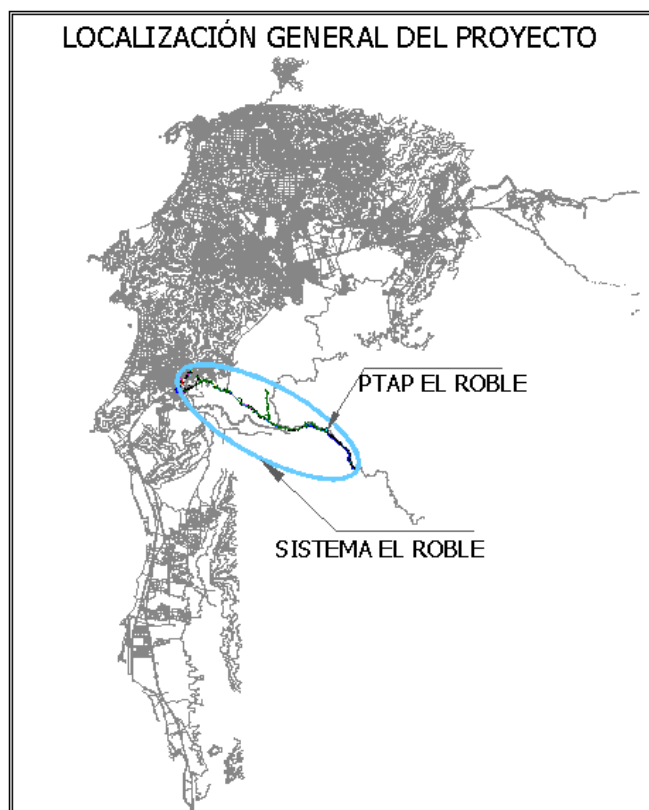 LOCALIZACIÓN GENERAL DEL PROYECTO
PTAP EL ROBLE
SISTEMA EL ROBLE